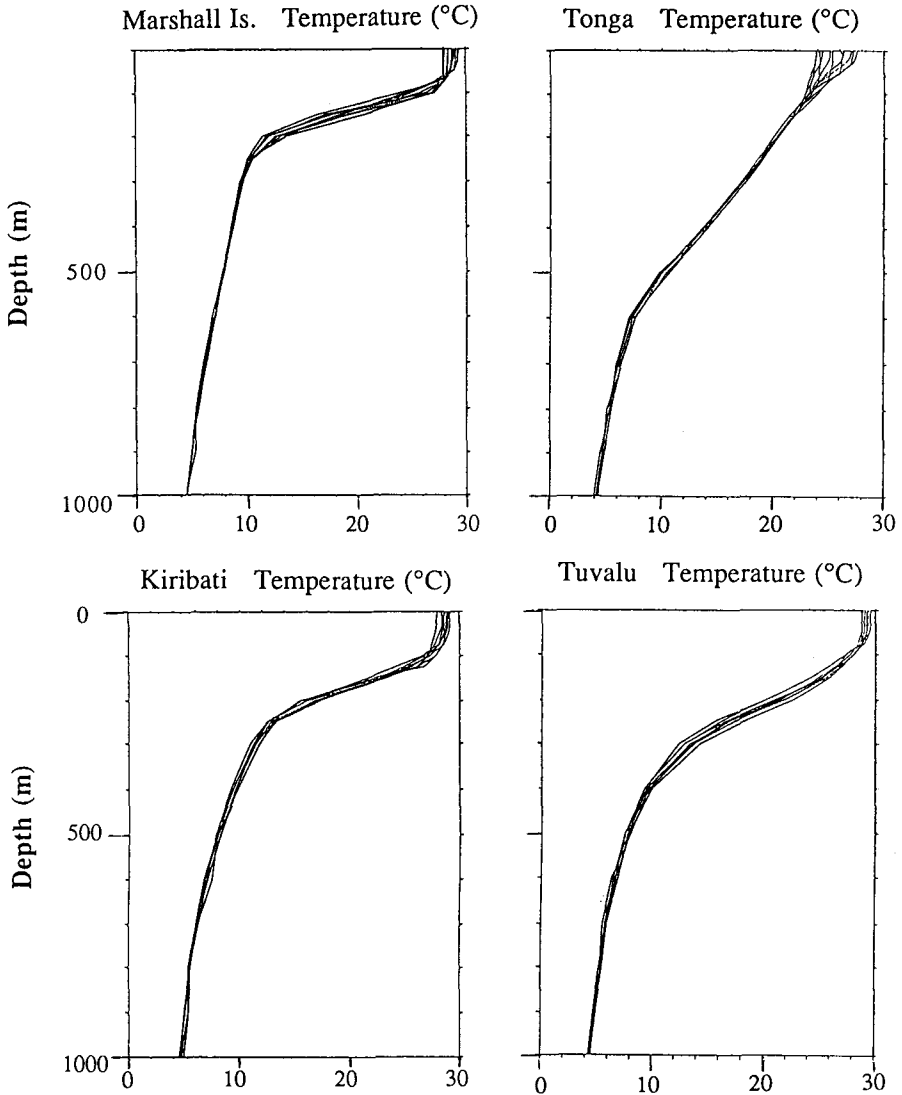 Marshall Is. Temperature (°C)
Tonga Temperature (°C)
Depth (m)
500
1000
0 10 20 30
0 10 20 30
Kiribati Temperature (°C)
Tuvalu Temperature (°C)
0
Depth (m)
500
1000
0 10 20 30
0 10 20 30